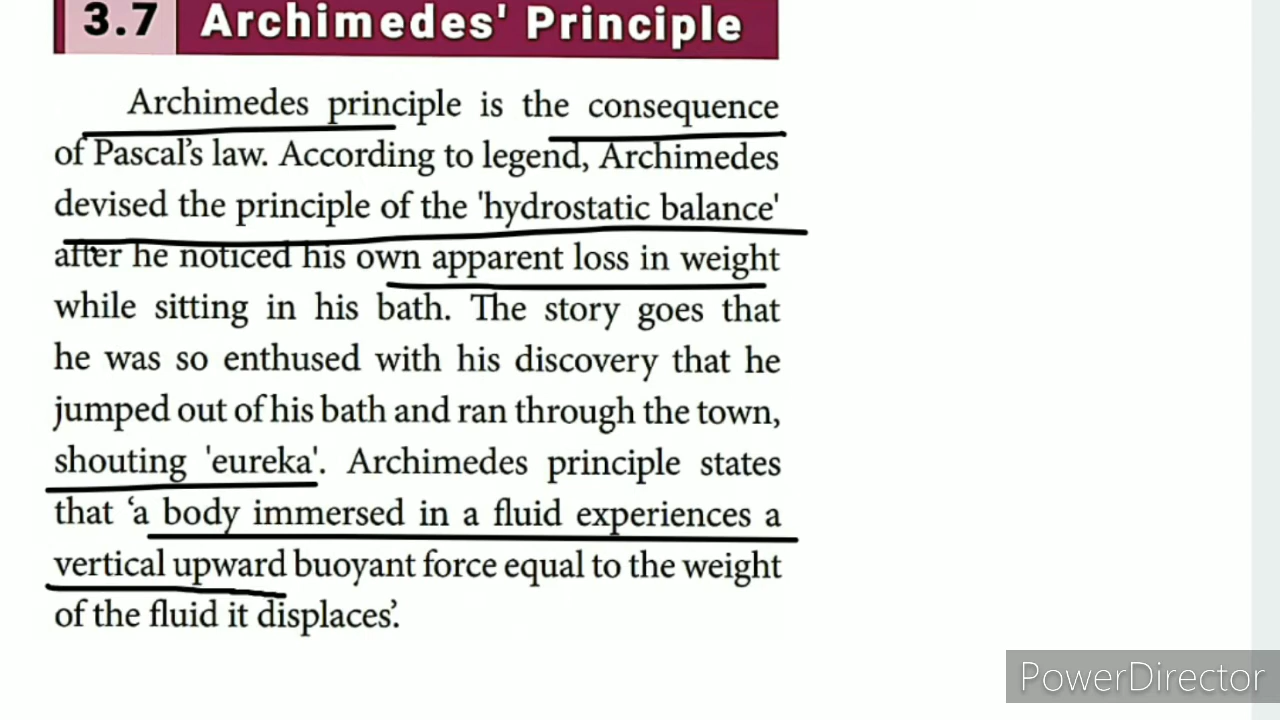 3.7 Archimedes' Principle
Archimedes principle is the consequence
of Pascal's law. According to legend, Archimedes
devised the principle of the 'hydrostatic balance'
after he noticed his own apparent loss in weight
while sitting in his bath. The story goes that
he was so enthused with his discovery that he
jumped out of his bath and ran through the town,
shouting 'eureka'. Archimedes principle states
that ‘a body immersed in a fluid experiences a
vertical upward buoyant force equal to the weight
of the fluid it displaces’.
PowerDirector